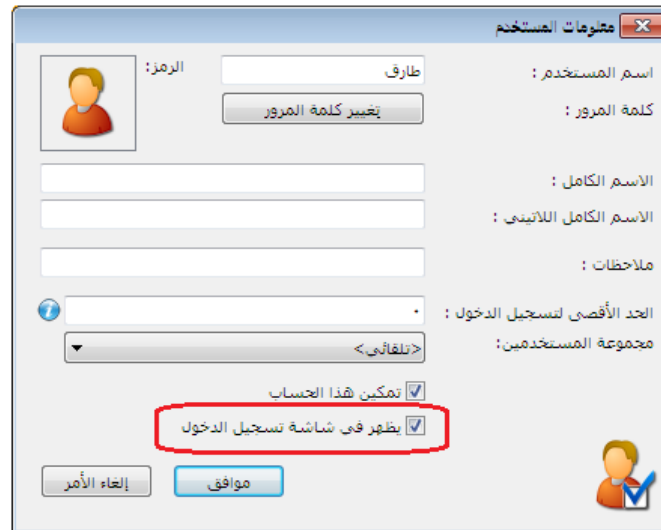 معلومات المستخدم
اسم المستخدم : طارق الرمز:
كلمة المرور : تغيير كلمة المرور
الاسم الكامل :
الاسم الكامل اللاتيني :
ملاحظات :
الحد الأقصى لتسجيل الدخول : ٠
مجموعة المستخدمين: <تلقائي>
تمكين هذا الحساب
يظهر في شاشة تسجيل الدخول
موافق إلغاء الأمر